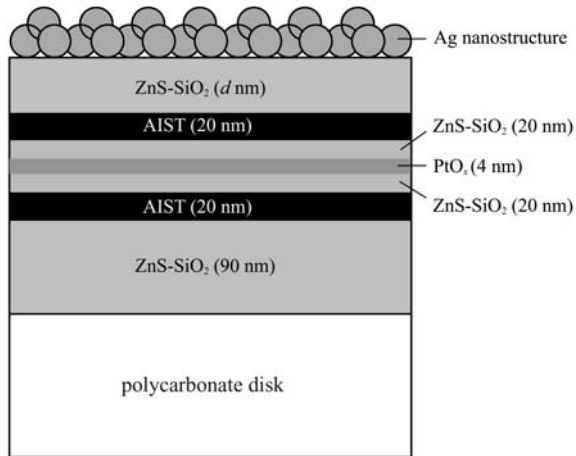 Ag nanostructure
ZnS-SiO₂ (d nm)
AIST (20 nm)
ZnS-SiO₂ (20 nm)
PtOₓ (4 nm)
ZnS-SiO₂ (20 nm)
AIST (20 nm)
ZnS-SiO₂ (90 nm)
polycarbonate disk